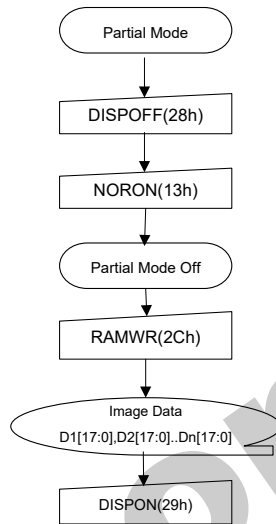 Partial Mode
DISPOFF(28h)
NORON(13h)
Partial Mode Off
RAMWR(2Ch)
Image Data
D1[17:0],D2[17:0]..Dn[17:0]
DISPON(29h)